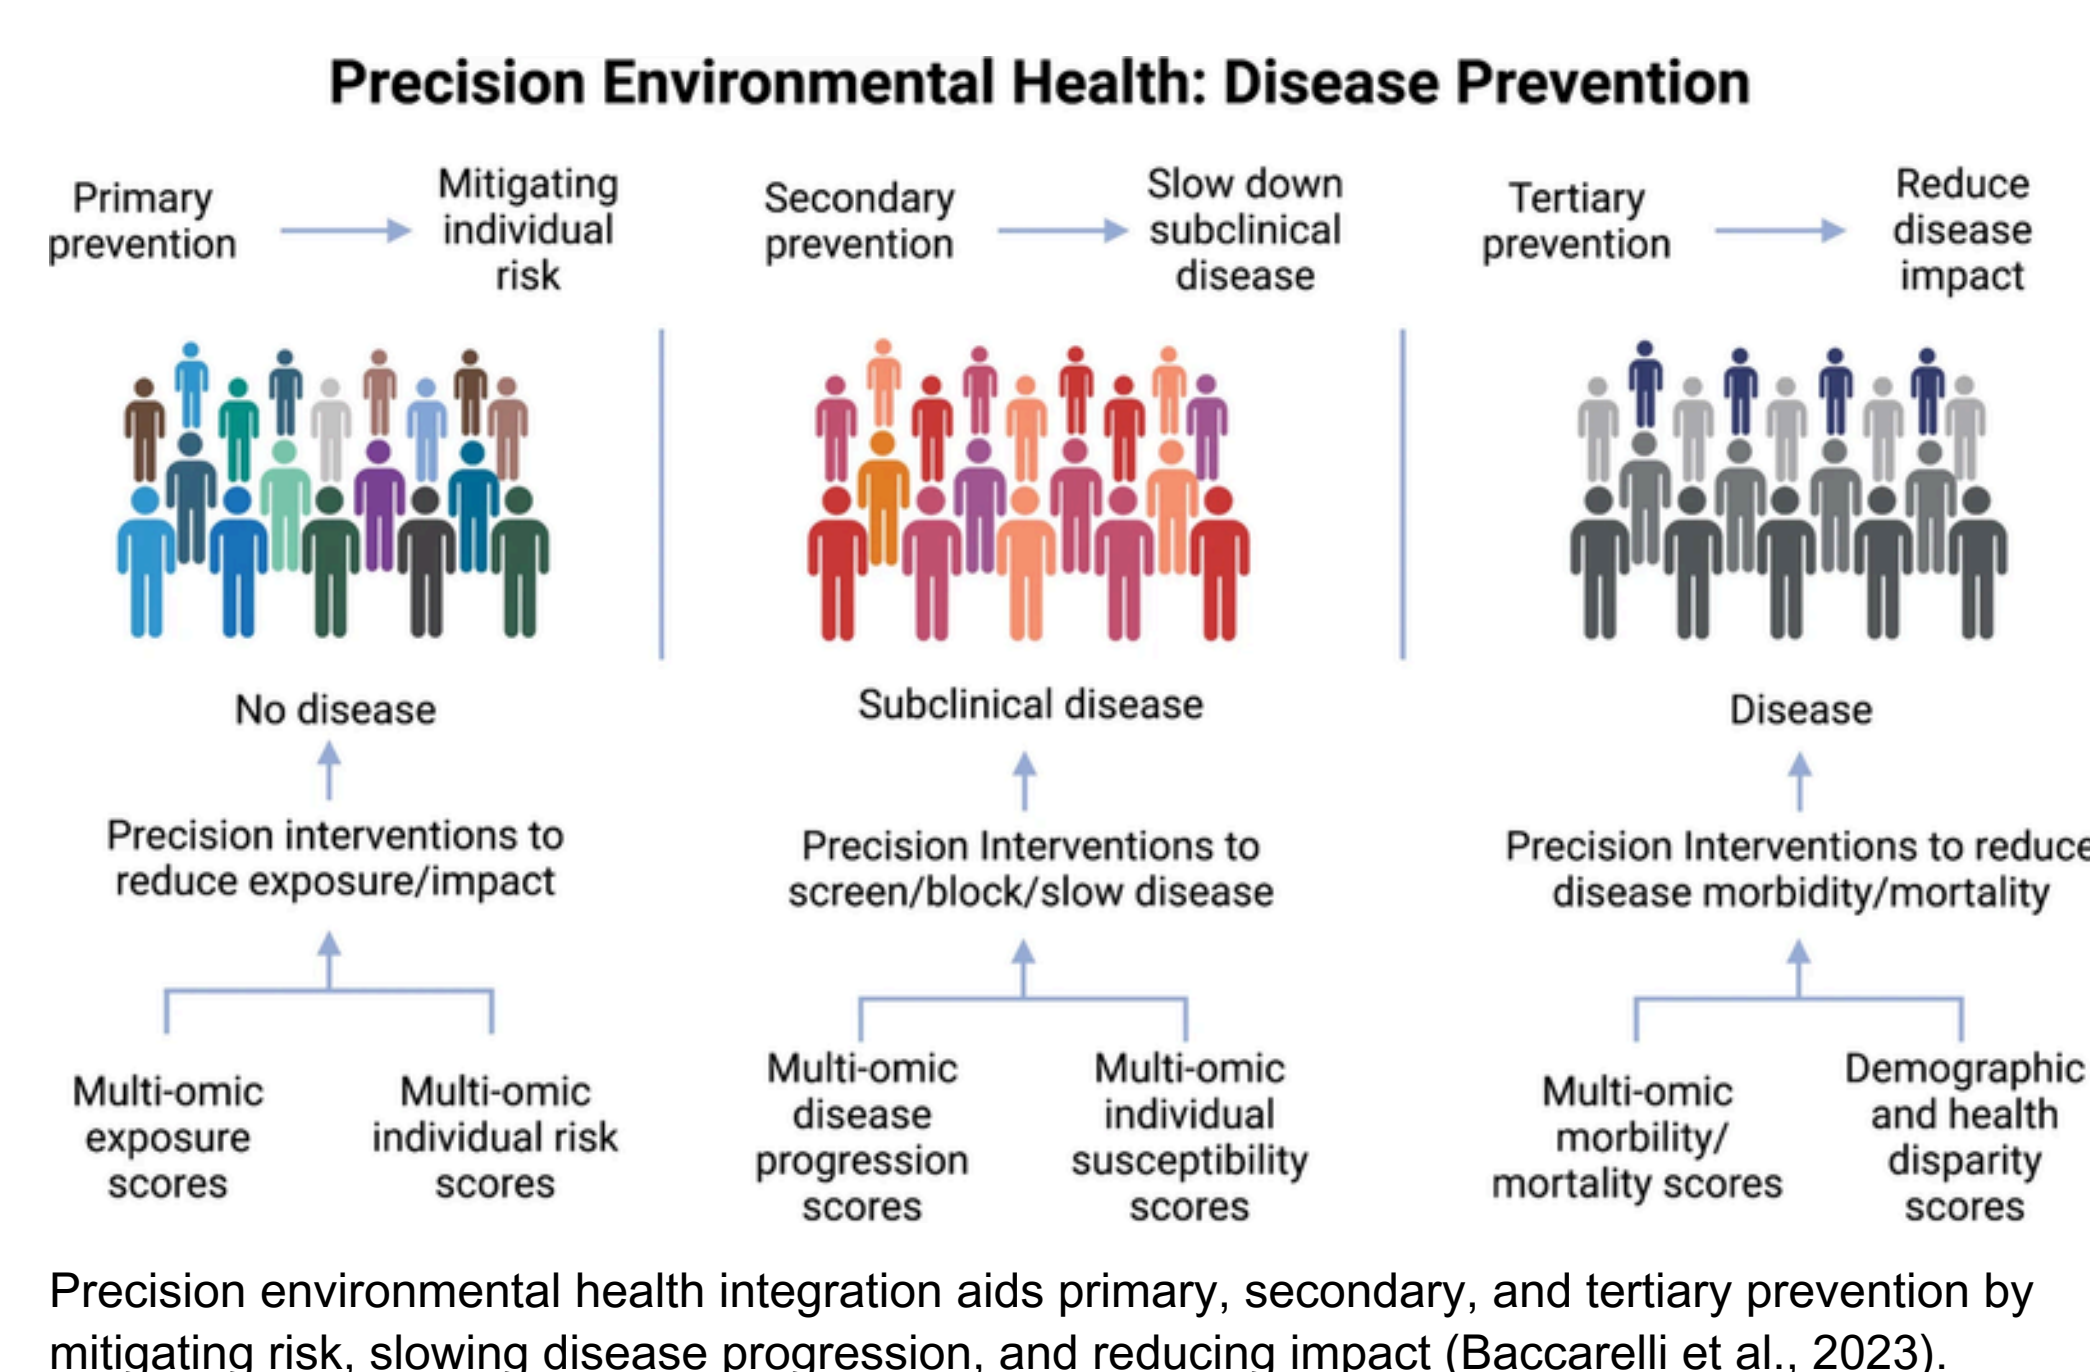 Precision Environmental Health: Disease Prevention
Primary
prevention
Mitigating
individual
risk
Secondary
prevention
Slow down
subclinical
disease
Tertiary
prevention
Reduce
disease
impact
No disease
Subclinical disease
Disease
Precision interventions to
reduce exposure/impact
Precision Interventions to
screen/block/slow disease
Precision Interventions to reduce
disease morbidity/mortality
Multi-omic
exposure
scores
Multi-omic
individual risk
scores
Multi-omic
disease
progression
scores
Multi-omic
individual
susceptibility
scores
Multi-omic
morbility/
mortality scores
Demographic
and health
disparity
scores
Precision environmental health integration aids primary, secondary, and tertiary prevention by
mitigating risk, slowing disease progression, and reducing impact (Baccarelli et al., 2023).